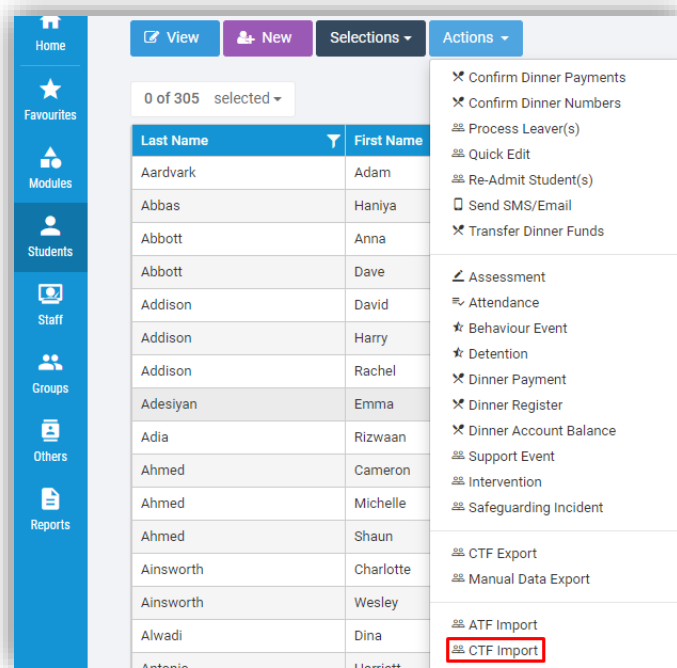 Home
Favourites
Modules
Students
Staff
Groups
Others
Reports
View New Selections Actions
0 of 305 selected
Last Name First Name
Aardvark Adam
Abbas Haniya
Abbott Anna
Abbott Dave
Addison David
Addison Harry
Addison Rachel
Adesiyan Emma
Adia Rizwaan
Ahmed Cameron
Ahmed Michelle
Ahmed Shaun
Ainsworth Charlotte
Ainsworth Wesley
Alwadi Dina
Confirm Dinner Payments
Confirm Dinner Numbers
Process Leaver(s)
Quick Edit
Re-Admit Student(s)
Send SMS/Email
Transfer Dinner Funds
Assessment
Attendance
Behaviour Event
Detention
Dinner Payment
Dinner Register
Dinner Account Balance
Support Event
Intervention
Safeguarding Incident
CTF Export
Manual Data Export
ATF Import
CTF Import